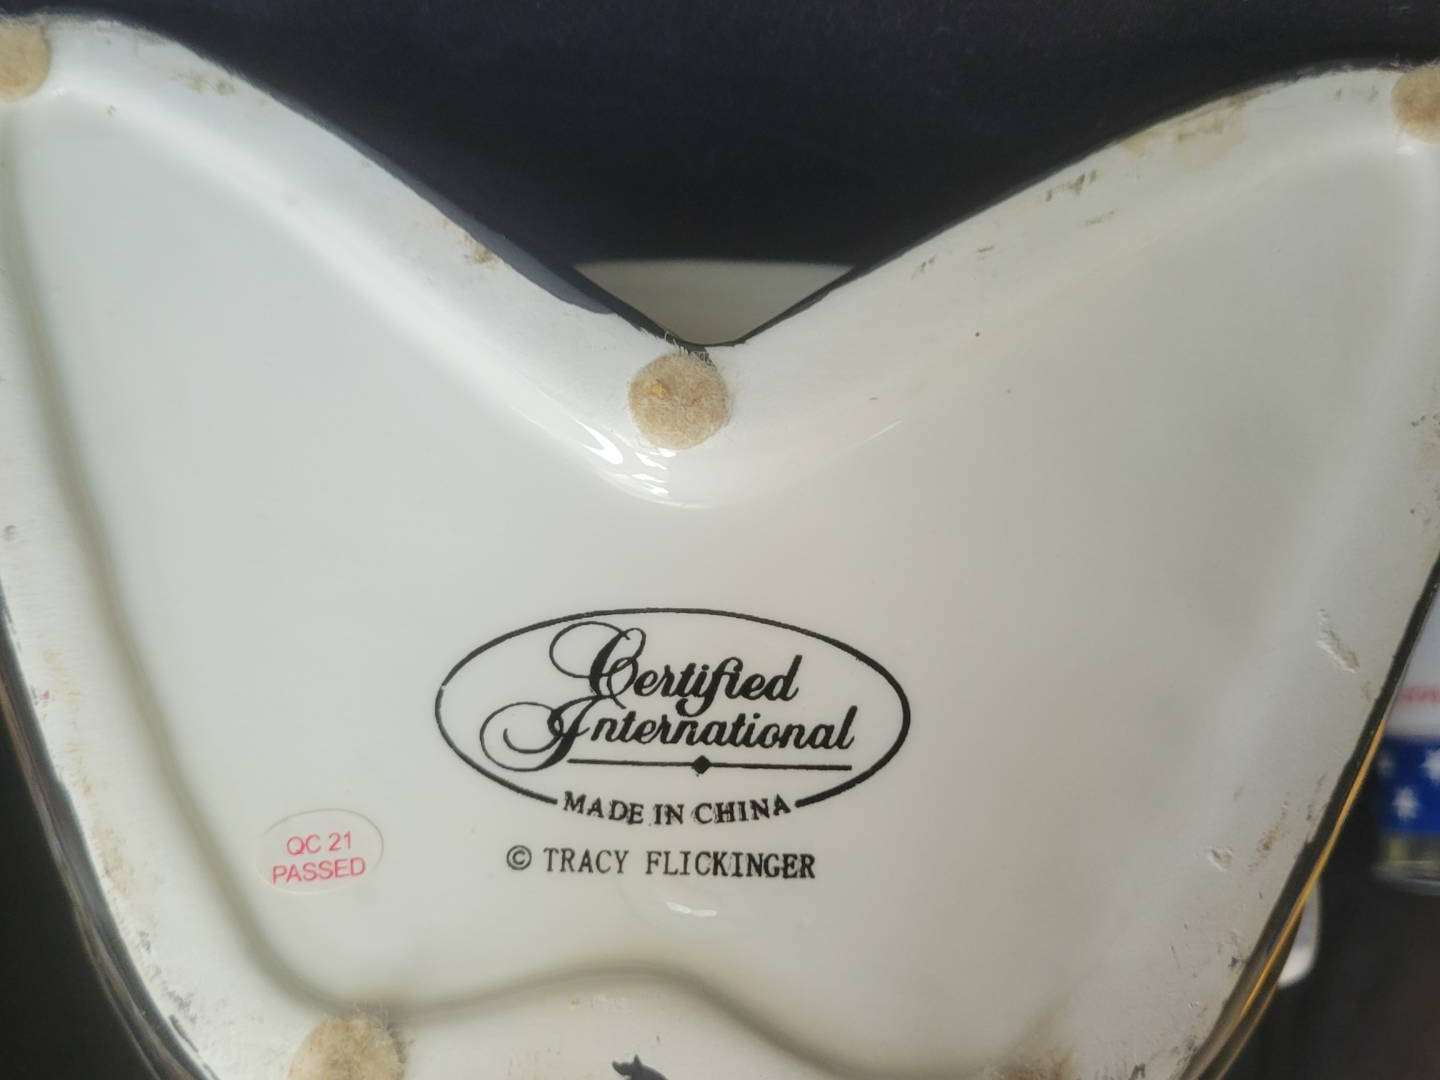 Certified
International
MADE IN CHINA
© TRACY FLICKINGER
QC 21
PASSED